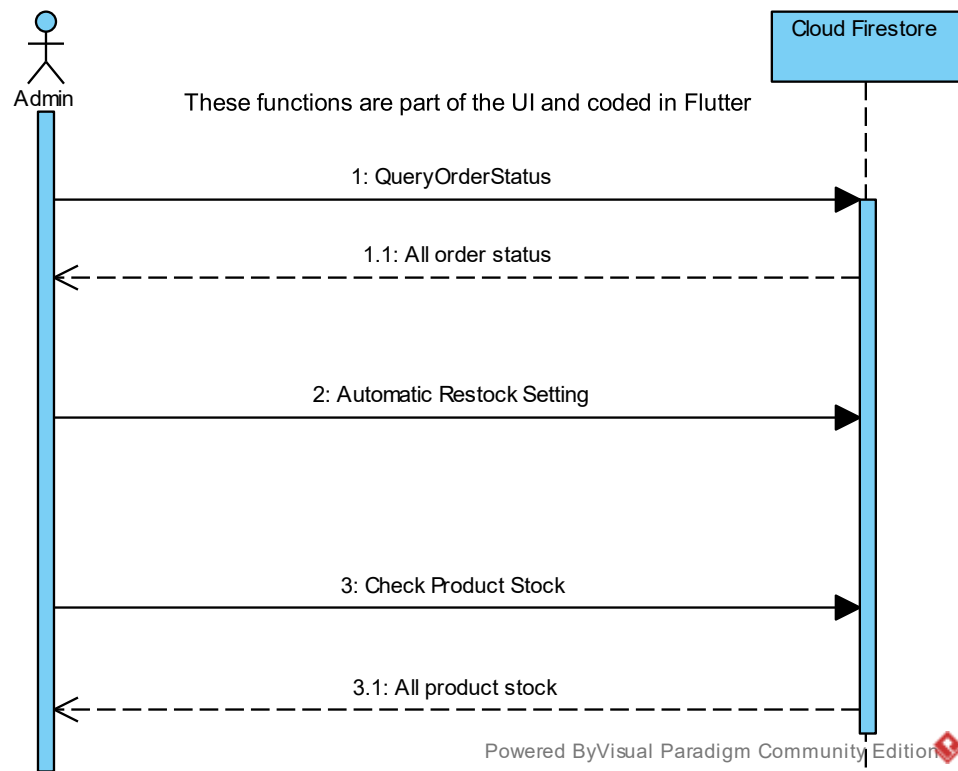 Cloud Firestore
Admin
These functions are part of the UI and coded in Flutter
1: QueryOrderStatus
1.1: All order status
2: Automatic Restock Setting
3: Check Product Stock
3.1: All product stock
Powered ByVisual Paradigm Community Edition